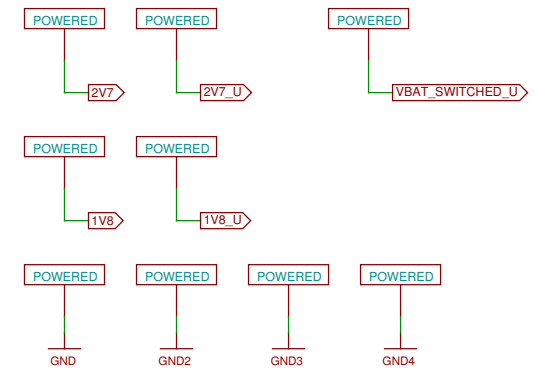 POWERED POWERED POWERED
2V7 2V7_U VBAT_SWITCHED_U
POWERED POWERED
1V8 1V8_U
POWERED POWERED POWERED POWERED
GND GND2 GND3 GND4